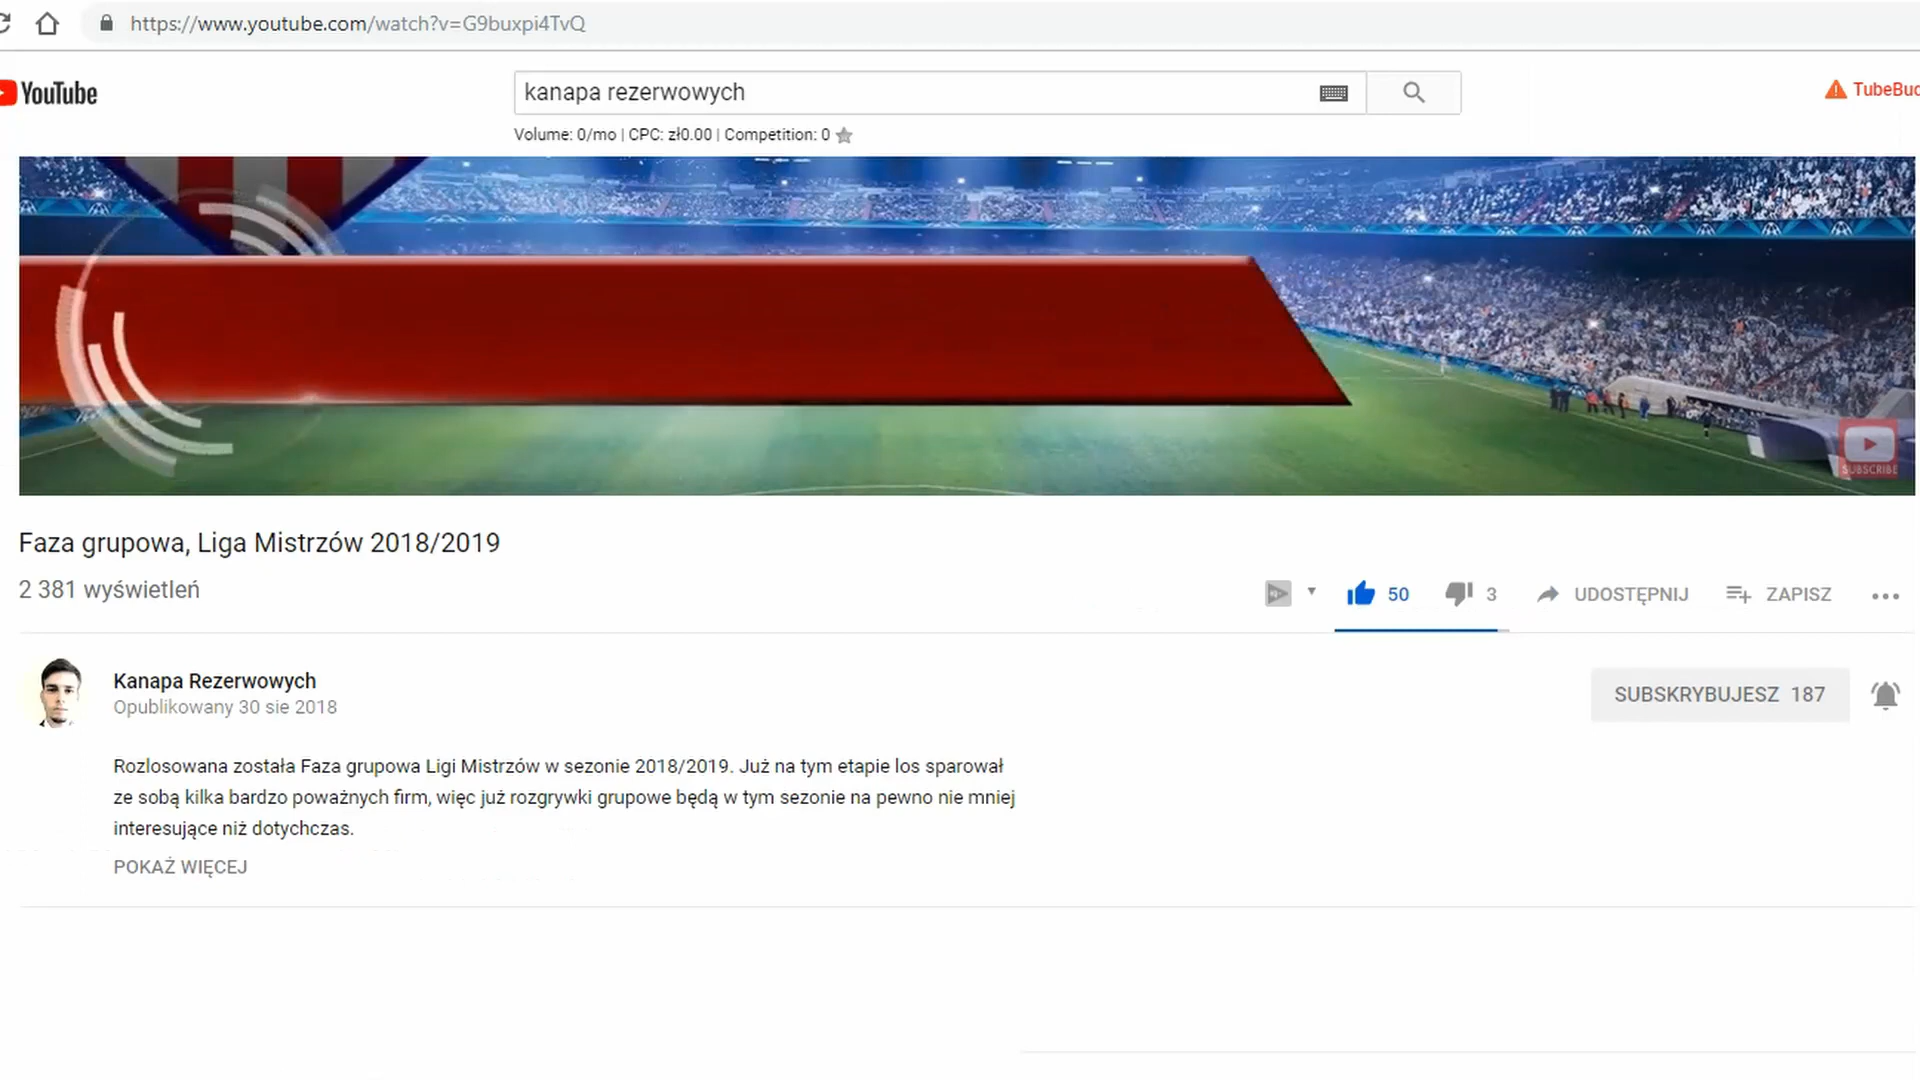 https://www.youtube.com/watch?v=G9buxpi4TvQ
YouTube
kanapa rezerwowych
TubeBud
Volume: 0/mo | CPC: zł0.00 | Competition: 0
SUBSCRIBE
Faza grupowa, Liga Mistrzów 2018/2019
2 381 wyświetleń
50 3 UDOSTĘPNIJ ZAPISZ
Kanapa Rezerwowych
Opublikowany 30 sie 2018
SUBSKRYBUJESZ 187
Rozlosowana została Faza grupowa Ligi Mistrzów w sezonie 2018/2019. Już na tym etapie los sparował
ze sobą kilka bardzo poważnych firm, więc już rozgrywki grupowe będą w tym sezonie na pewno nie mniej
interesujące niż dotychczas.
POKAŻ WIĘCEJ